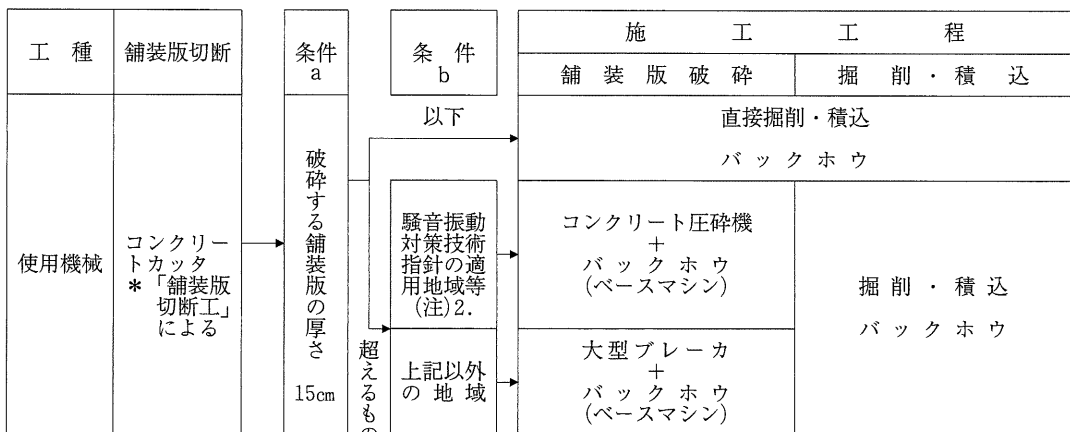 工種
舗装版切断
条件
a
条件
b
施工工程
舗装版破砕
掘削・積込
使用機械
コンクリー
トカッタ
*「舗装版
切断工」
による
破砕する舗装版の厚さ
15cm
以下
超えるもの
直接掘削・積込
バックホウ
騒音振動
対策技術
指針の適
用地域等
(注)2.
コンクリート圧砕機
+
バックホウ
(ベースマシン)
上記以外
の地域
大型ブレーカ
+
バックホウ
(ベースマシン)
掘削・積込
バックホウ